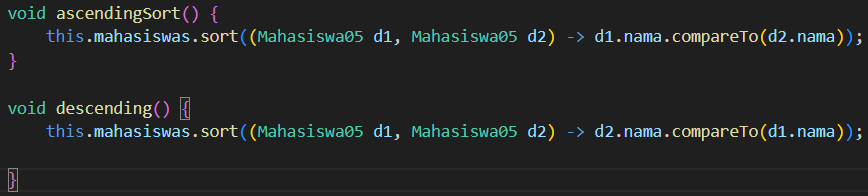 void ascendingSort() {
    this.mahasiswas.sort((Mahasiswa05 d1, Mahasiswa05 d2) -> d1.nama.compareTo(d2.nama));
}

void descending() {
    this.mahasiswas.sort((Mahasiswa05 d1, Mahasiswa05 d2) -> d2.nama.compareTo(d1.nama));

}